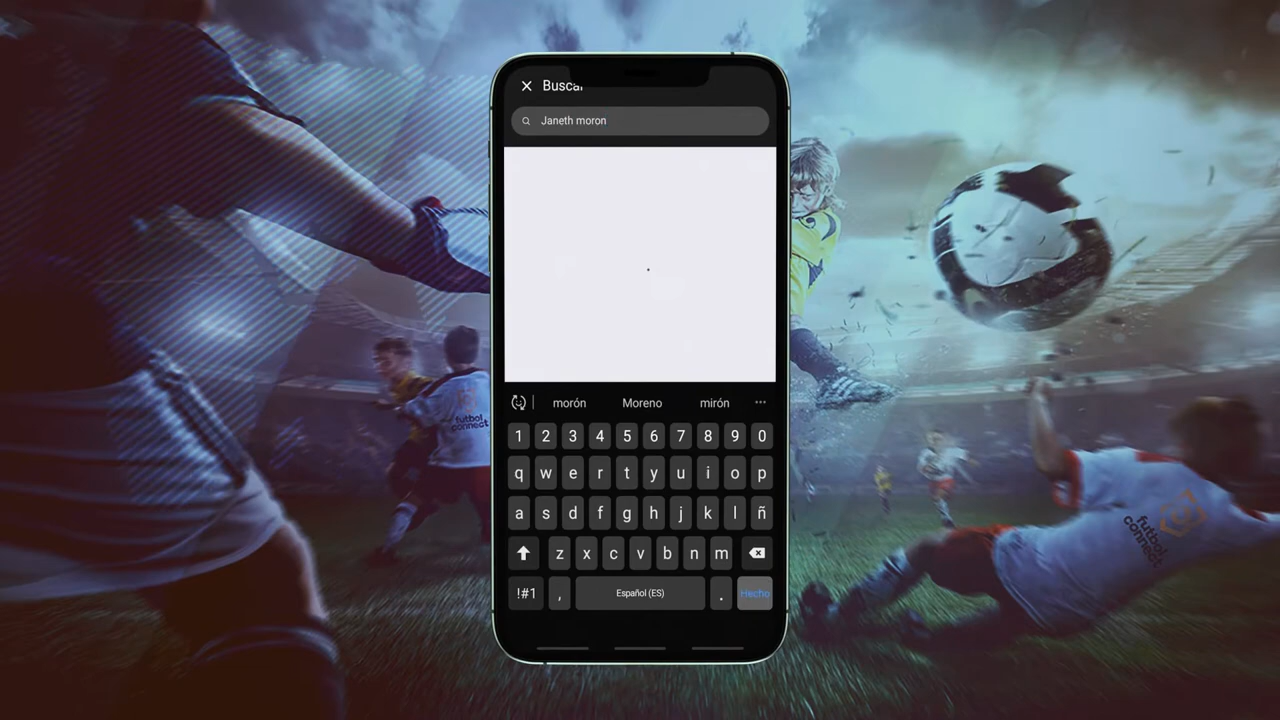 Buscar
Janeth moron
morón Moreno mirón
1 2 3 4 5 6 7 8 9 0
q w e r t y u i o p
a s d f g h j k l ñ
z x c v b n m
!#1 , Español (ES) . Hecho
futbol
connect
futbol
connect